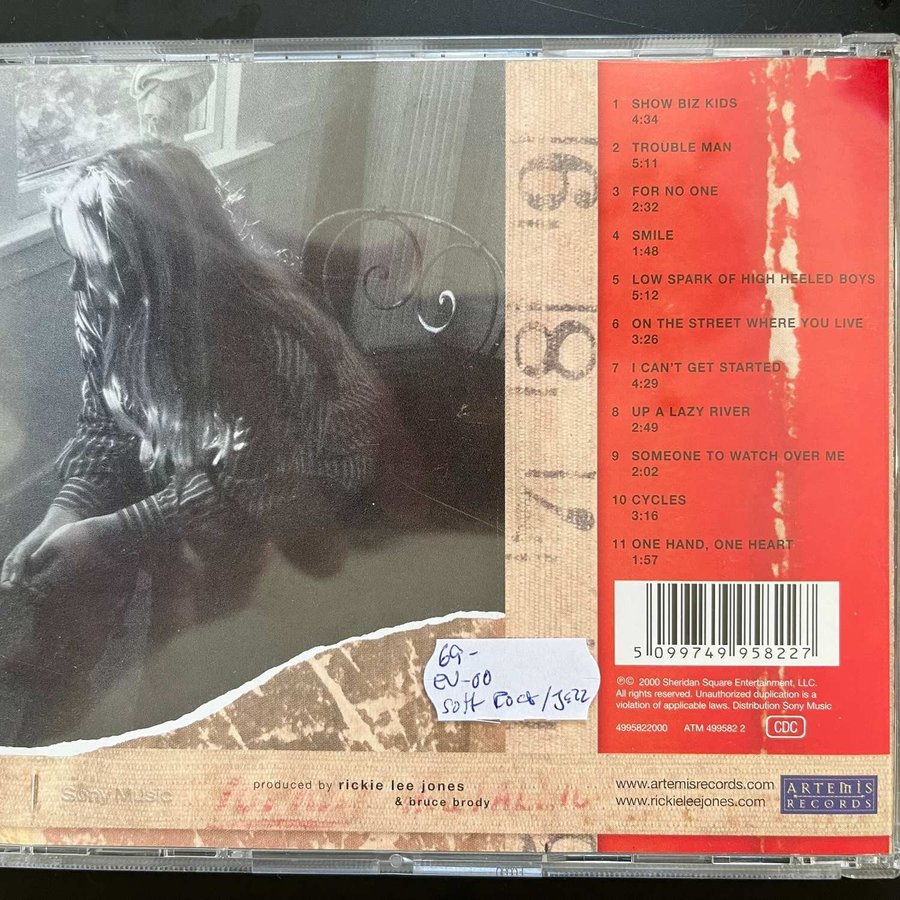 1 SHOW BIZ KIDS
4:34
2 TROUBLE MAN
5:11
3 FOR NO ONE
2:32
4 SMILE
1:48
5 LOW SPARK OF HIGH HEELED BOYS
5:12
6 ON THE STREET WHERE YOU LIVE
3:26
7 I CAN'T GET STARTED
4:29
8 UP A LAZY RIVER
2:49
9 SOMEONE TO WATCH OVER ME
2:02
10 CYCLES
3:16
11 ONE HAND, ONE HEART
1:57
5 099749 958227
℗© 2000 Sheridan Square Entertainment, LLC.
All rights reserved. Unauthorized duplication is a
violation of applicable laws. Distribution Sony Music
4995822000 ATM 499582 2 CDC
69-
EU-00
Soft Rock/Jazz
7 8 9
Sony Music
produced by rickie lee jones
& bruce brody
www.artemisrecords.com
www.rickieleejones.com
ARTEMIS
RECORDS